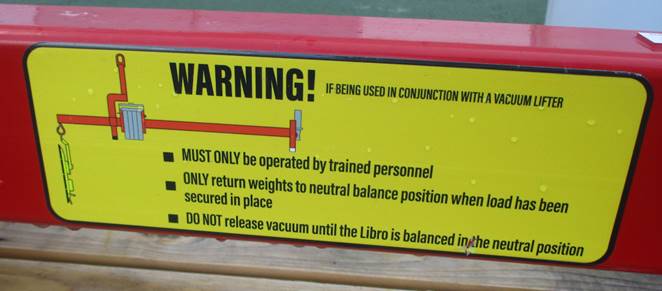 WARNING! IF BEING USED IN CONJUNCTION WITH A VACUUM LIFTER
■ MUST ONLY be operated by trained personnel
■ ONLY return weights to neutral balance position when load has been
secured in place
■ DO NOT release vacuum until the Libro is balanced in the neutral position